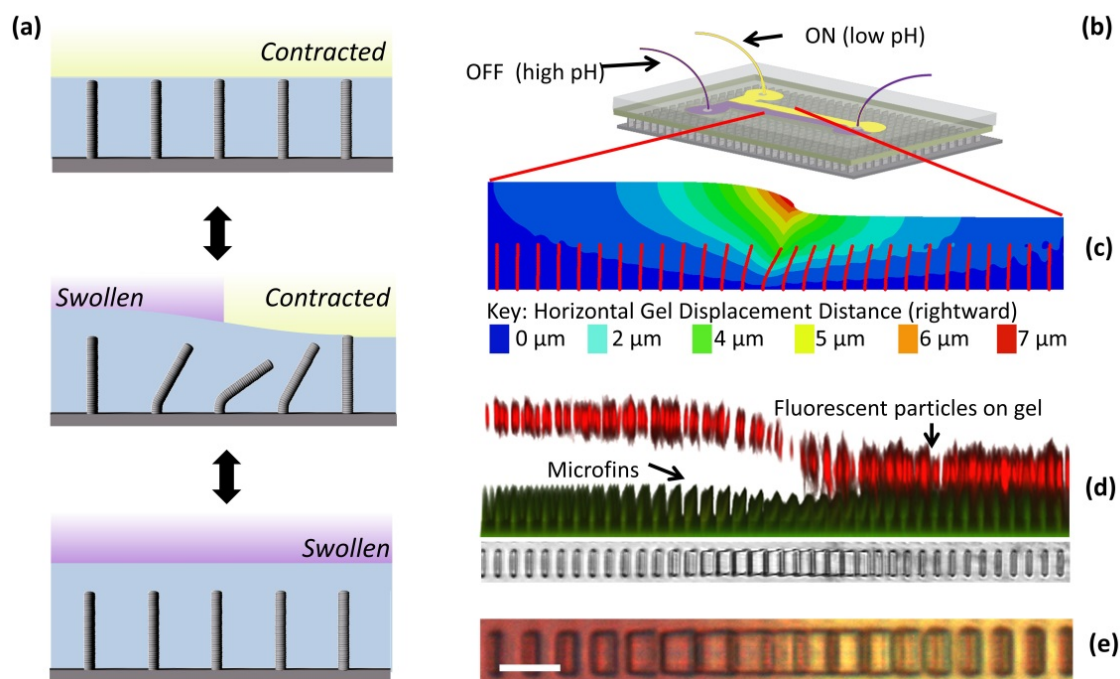 (a)
Contracted
Swollen
Contracted
Swollen
(b)
ON (low pH)
OFF (high pH)
(c)
Key: Horizontal Gel Displacement Distance (rightward)
0 µm 2 µm 4 µm 5 µm 6 µm 7 µm
Fluorescent particles on gel
Microfins
(d)
(e)